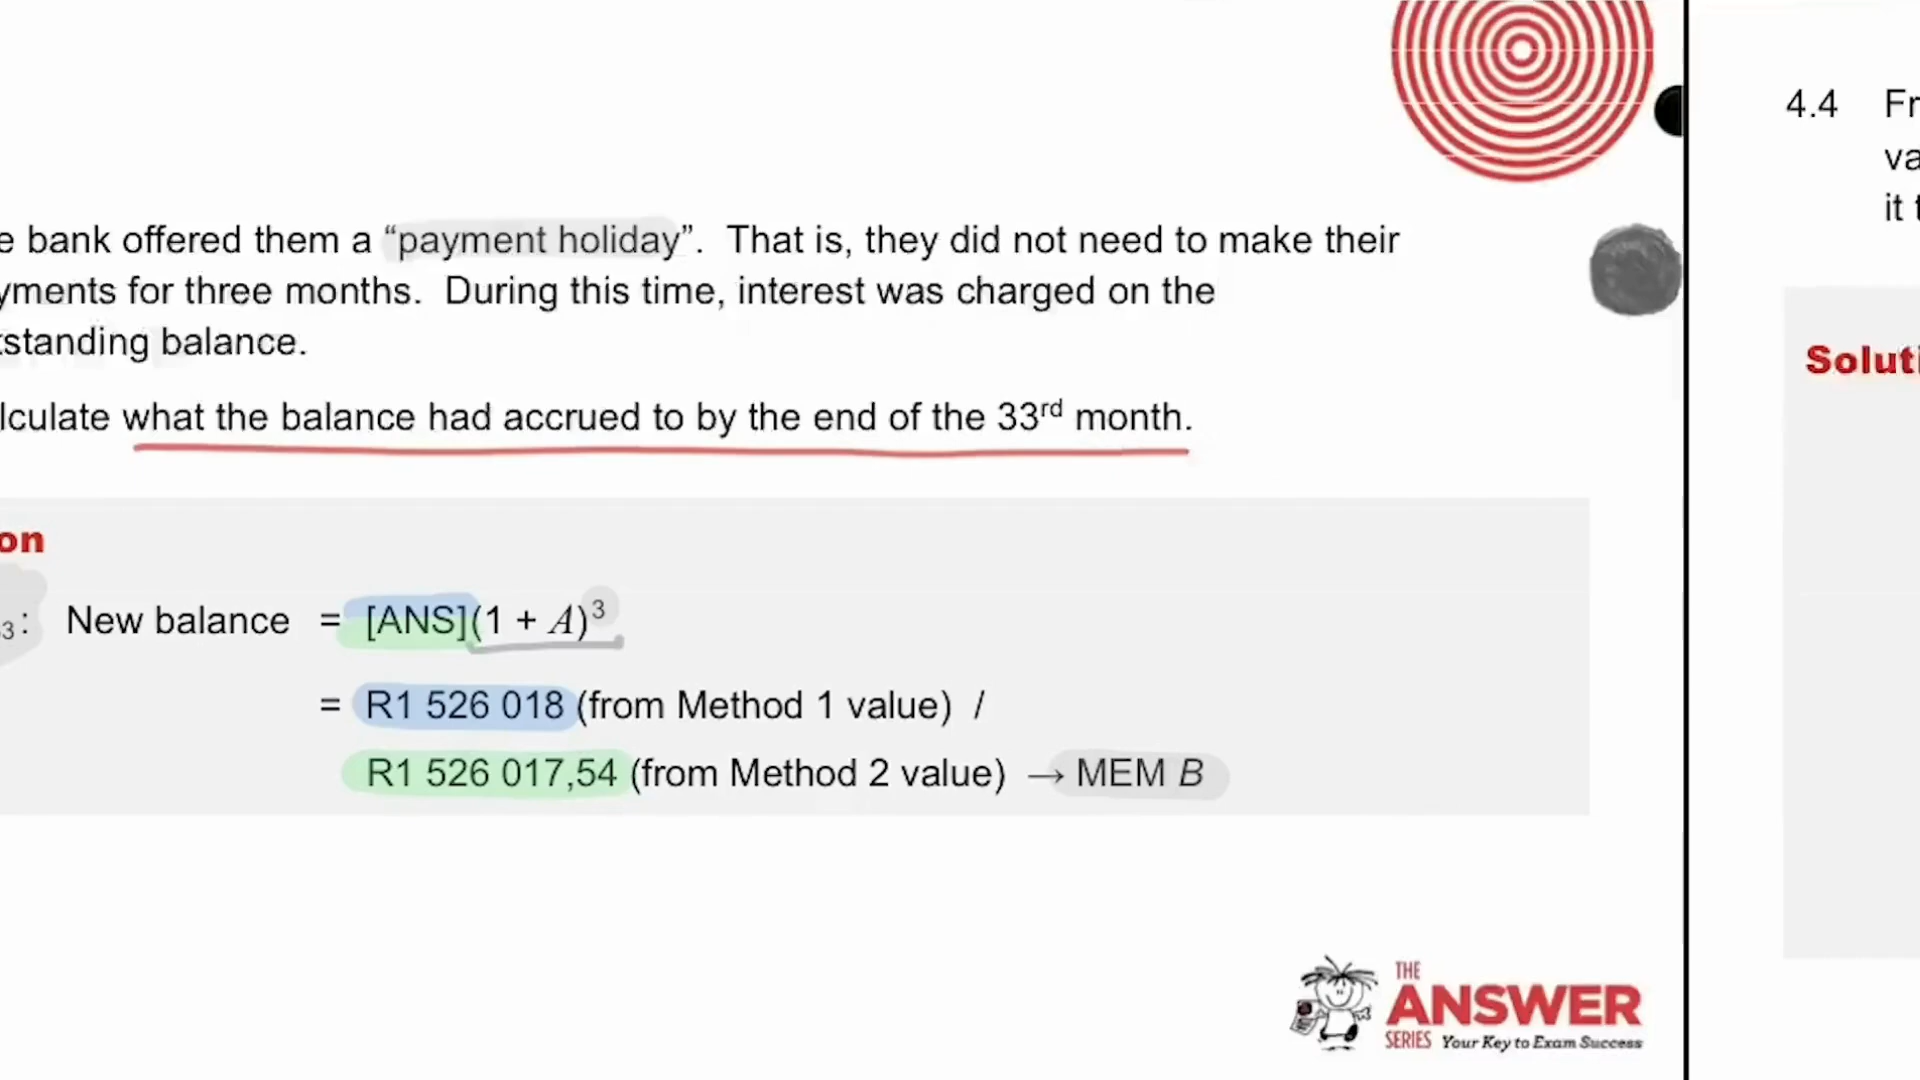 e bank offered them a “payment holiday”. That is, they did not need to make their
yments for three months. During this time, interest was charged on the
tstanding balance.
lculate what the balance had accrued to by the end of the 33rd month.
on
3: New balance = [ANS](1 + A)³
= R1 526 018 (from Method 1 value) /
R1 526 017,54 (from Method 2 value) → MEM B
THE
ANSWER
SERIES Your Key to Exam Success
4.4 Fr
va
it t
Soluti